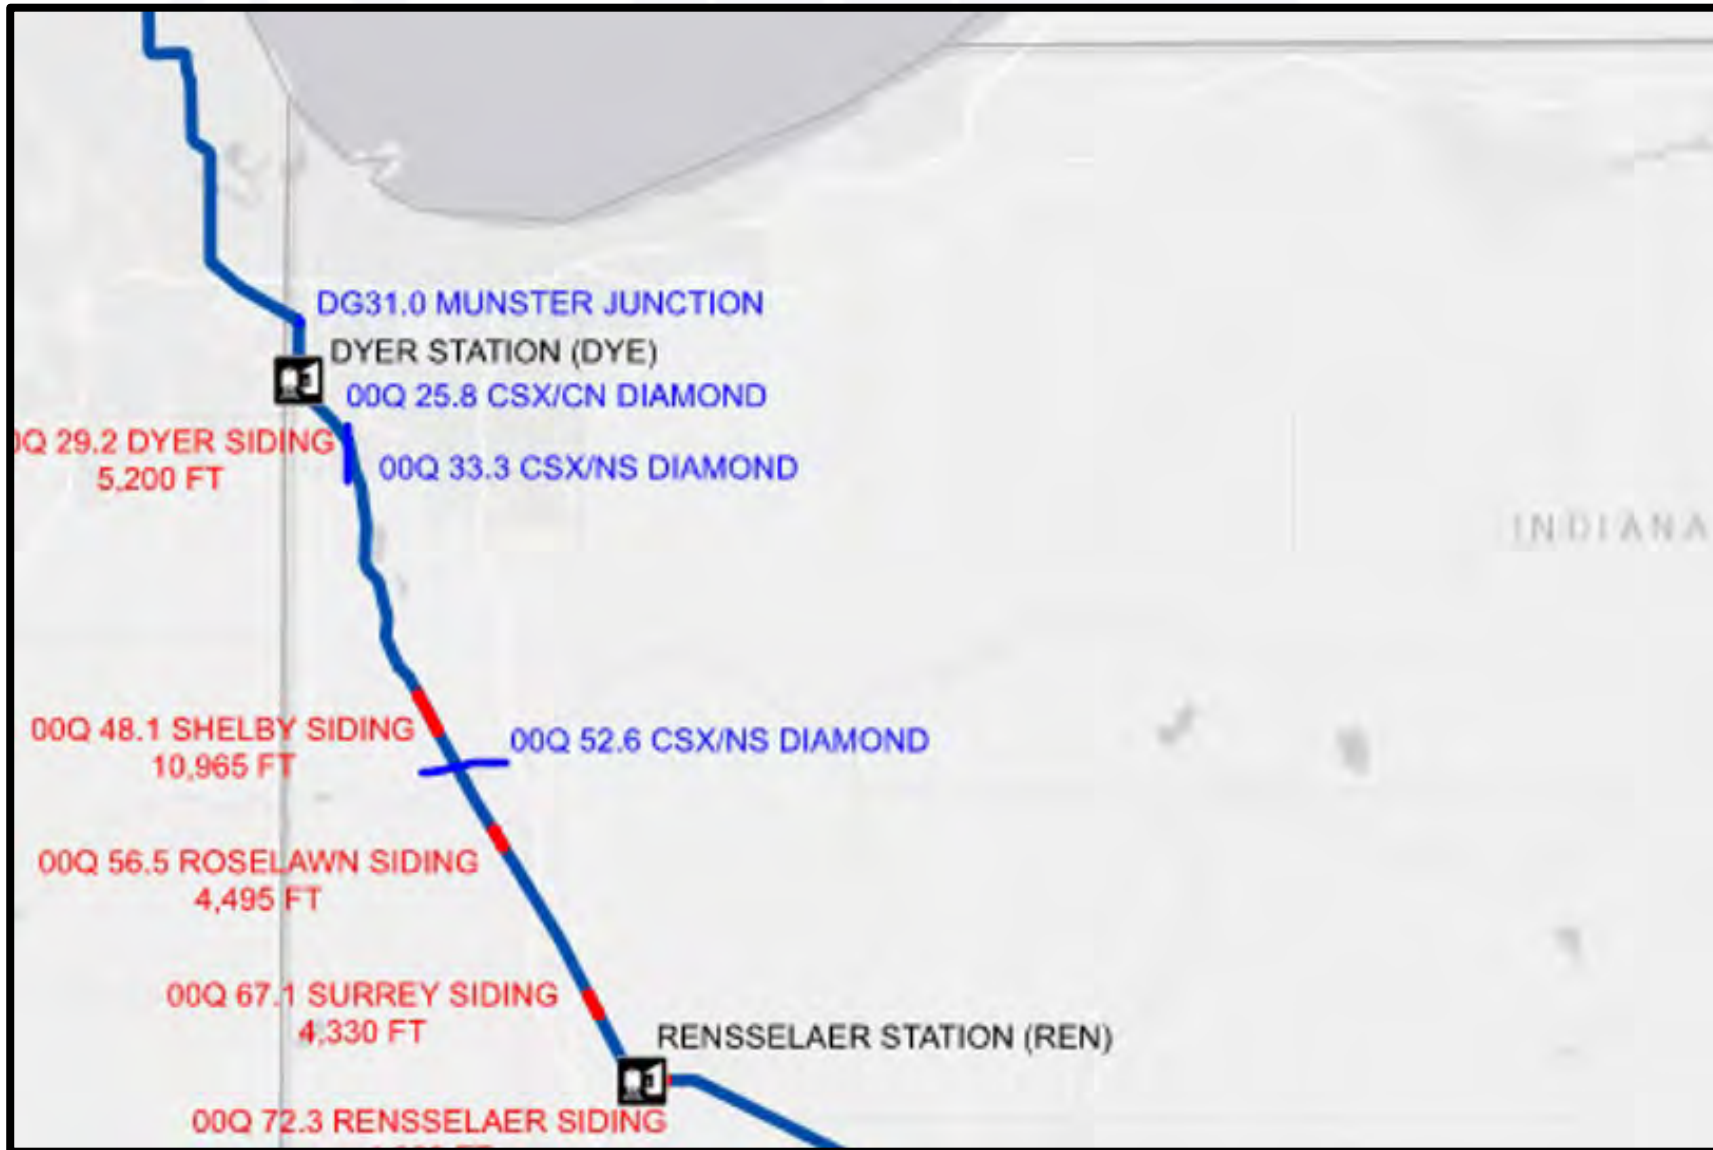 DG31.0 MUNSTER JUNCTION
DYER STATION (DYE)
00Q 25.8 CSX/CN DIAMOND
0Q 29.2 DYER SIDING
5,200 FT
00Q 33.3 CSX/NS DIAMOND
INDIANA
00Q 48.1 SHELBY SIDING
10,965 FT
00Q 52.6 CSX/NS DIAMOND
00Q 56.5 ROSELAWN SIDING
4,495 FT
00Q 67.1 SURREY SIDING
4,330 FT
RENSSELAER STATION (REN)
00Q 72.3 RENSSELAER SIDING